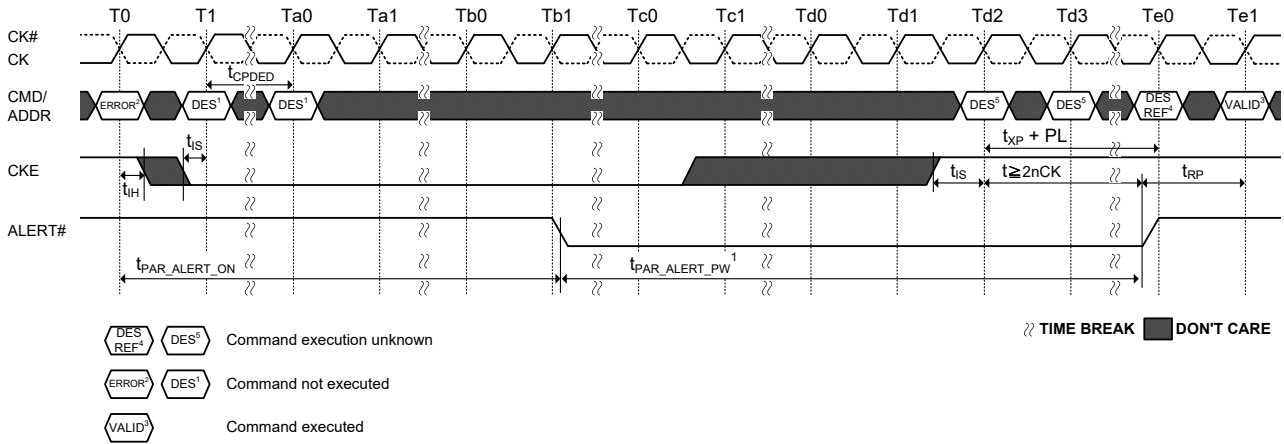 T0 T1 Ta0 Ta1 Tb0 Tb1 Tc0 Tc1 Td0 Td1 Td2 Td3 Te0 Te1
CK#
CK
tCPDED
CMD/
ADDR
ERROR² DES¹ DES¹ DES⁵ DES⁵ DES REF⁴ VALID³
tXP + PL
tIS
CKE
tIH
tIS t≧2nCK tRP
ALERT#
tPAR_ALERT_ON tPAR_ALERT_PW¹
DES REF⁴ DES⁵ Command execution unknown
TIME BREAK DON'T CARE
ERROR² DES¹ Command not executed
VALID³ Command executed